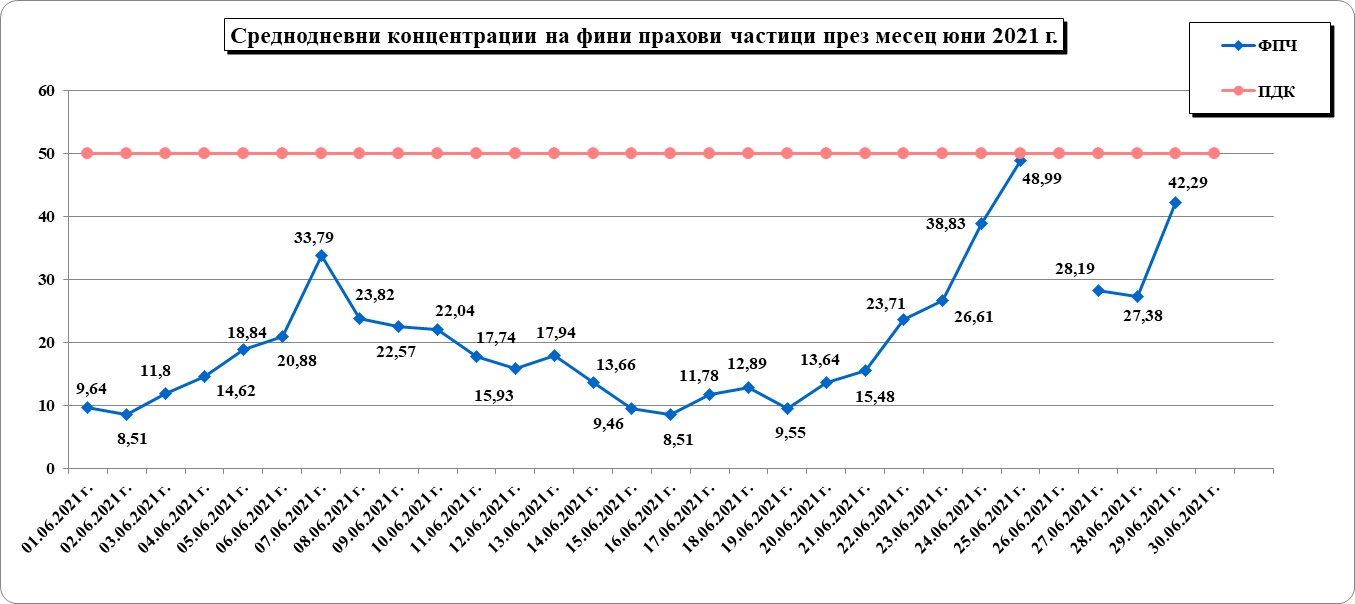 Среднодневни концентрации на фини прахови частици през месец юни 2021 г.
ФПЧ
ПДК
60
50
40
30
20
10
0
9,64
8,51
11,8
14,62
18,84
20,88
33,79
23,82
22,57
22,04
17,74
15,93
17,94
13,66
9,46
8,51
11,78
12,89
9,55
13,64
15,48
23,71
26,61
38,83
48,99
28,19
27,38
42,29
01.06.2021 г.
02.06.2021 г.
03.06.2021 г.
04.06.2021 г.
05.06.2021 г.
06.06.2021 г.
07.06.2021 г.
08.06.2021 г.
09.06.2021 г.
10.06.2021 г.
11.06.2021 г.
12.06.2021 г.
13.06.2021 г.
14.06.2021 г.
15.06.2021 г.
16.06.2021 г.
17.06.2021 г.
18.06.2021 г.
19.06.2021 г.
20.06.2021 г.
21.06.2021 г.
22.06.2021 г.
23.06.2021 г.
24.06.2021 г.
25.06.2021 г.
26.06.2021 г.
27.06.2021 г.
28.06.2021 г.
29.06.2021 г.
30.06.2021 г.